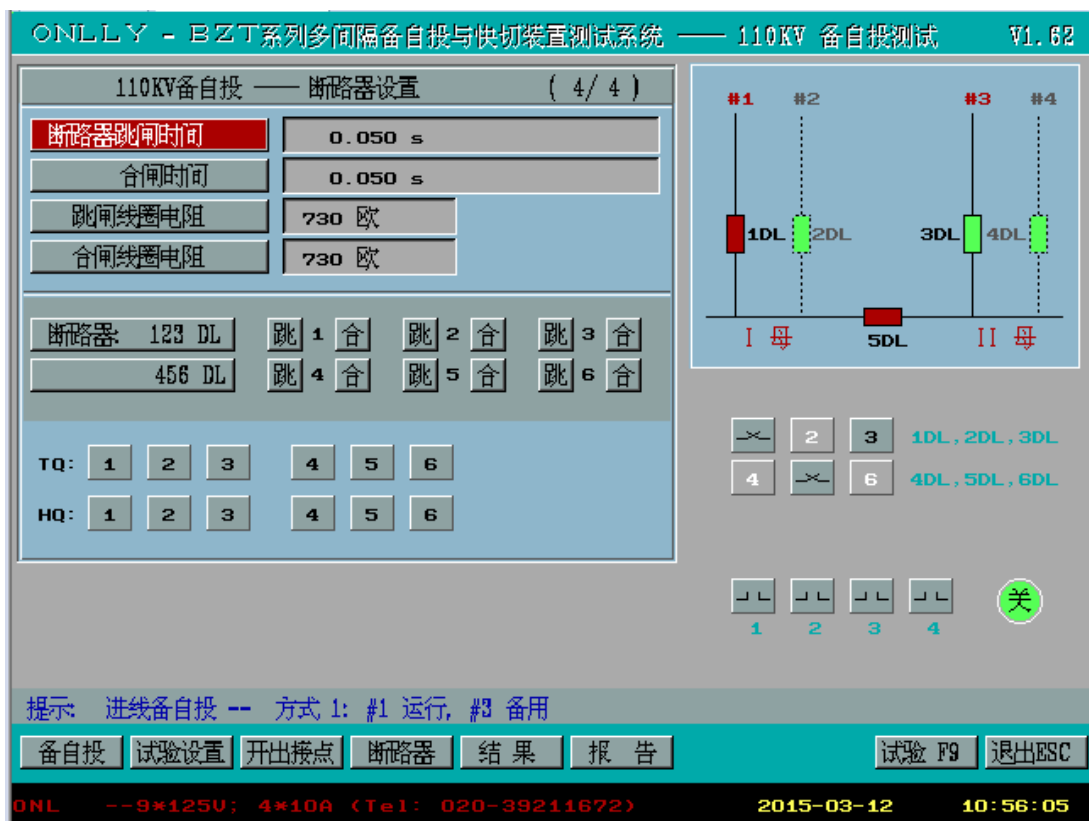 ONLLY - BZT系列多间隔备自投与快切装置测试系统 —— 110KV 备自投测试 V1.62
110KV备自投 —— 断路器设置 ( 4/ 4 )
断路器跳闸时间 0.050 s
合闸时间 0.050 s
跳闸线圈电阻 730 欧
合闸线圈电阻 730 欧
断路器: 123 DL 跳 1 合 跳 2 合 跳 3 合
456 DL 跳 4 合 跳 5 合 跳 6 合
TQ: 1 2 3 4 5 6
HQ: 1 2 3 4 5 6
#1 #2 #3 #4
1DL 2DL 3DL 4DL
I 母 5DL II 母
2 3 1DL,2DL,3DL
4 6 4DL,5DL,6DL
关
1 2 3 4
提示: 进线备自投 -- 方式 1: #1 运行, #3 备用
备自投 试验设置 开出接点 断路器 结 果 报 告 试验 F9 退出ESC
ONL --9*125V; 4*10A (Tel: 020-39211672) 2015-03-12 10:56:05